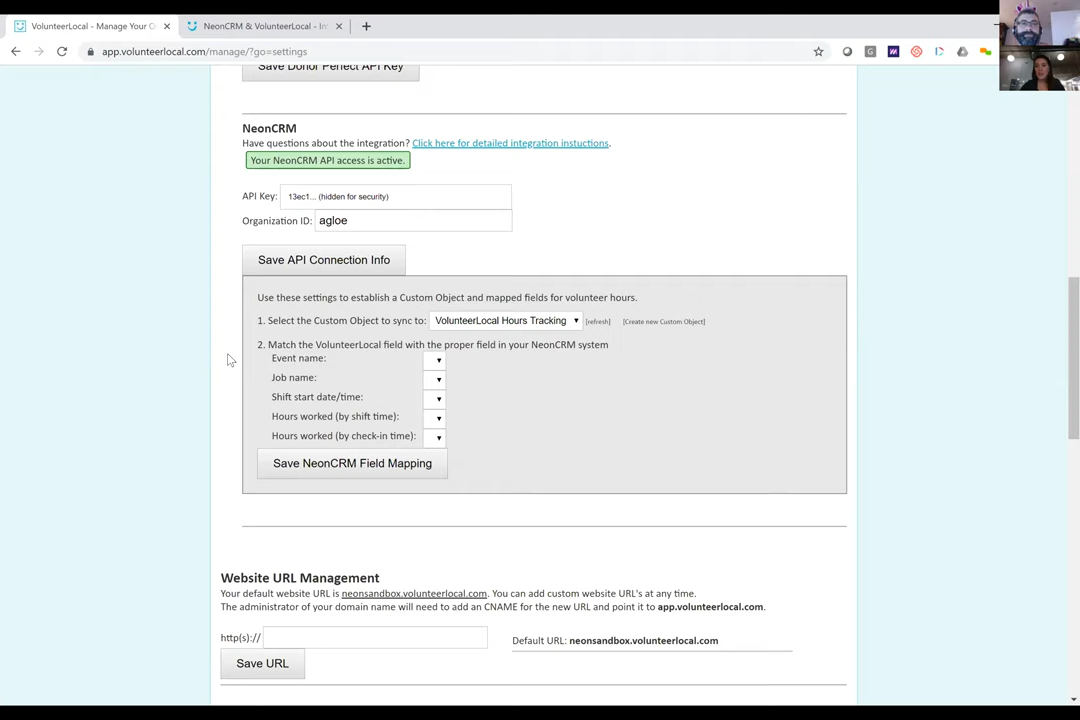 VolunteerLocal - Manage Your O
NeonCRM & VolunteerLocal - In
app.volunteerlocal.com/manage/?go=settings
Save Donor Perfect API Key
NeonCRM
Have questions about the integration? Click here for detailed integration instuctions.
Your NeonCRM API access is active.
API Key: 13ec1... (hidden for security)
Organization ID: agloe
Save API Connection Info
Use these settings to establish a Custom Object and mapped fields for volunteer hours.
1. Select the Custom Object to sync to: VolunteerLocal Hours Tracking [refresh] [Create new Custom Object]
2. Match the VolunteerLocal field with the proper field in your NeonCRM system
Event name:
Job name:
Shift start date/time:
Hours worked (by shift time):
Hours worked (by check-in time):
Save NeonCRM Field Mapping
Website URL Management
Your default website URL is neonsandbox.volunteerlocal.com. You can add custom website URL's at any time.
The administrator of your domain name will need to add an CNAME for the new URL and point it to app.volunteerlocal.com.
http(s):// Default URL: neonsandbox.volunteerlocal.com
Save URL